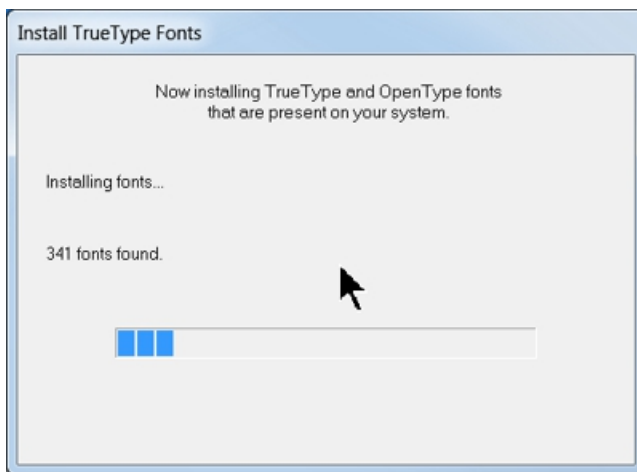 Install TrueType Fonts
Now installing TrueType and OpenType fonts
that are present on your system.
Installing fonts...
341 fonts found.